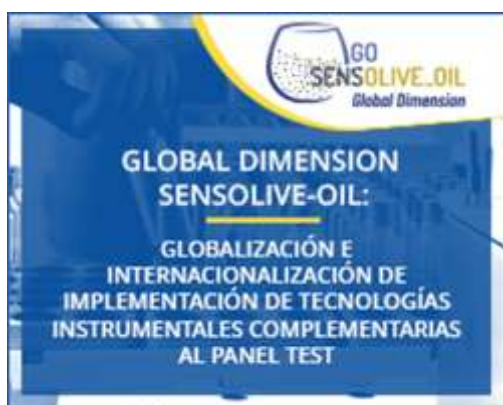 GO
SENSOLIVE_OIL
Global Dimension
GLOBAL DIMENSION
SENSOLIVE-OIL:
GLOBALIZACIÓN E
INTERNACIONALIZACIÓN DE
IMPLEMENTACIÓN DE TECNOLOGÍAS
INSTRUMENTALES COMPLEMENTARIAS
AL PANEL TEST